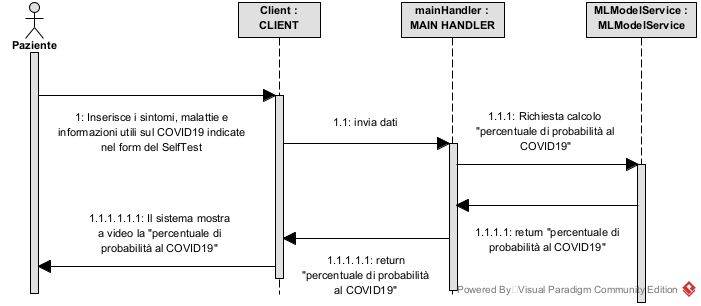 Paziente
Client :
CLIENT
mainHandler :
MAIN HANDLER
MLModelService :
MLModelService
1: Inserisce i sintomi, malattie e
informazioni utili sul COVID19 indicate
nel form del SelfTest
1.1: invia dati
1.1.1: Richiesta calcolo
"percentuale di probabilità al
COVID19"
1.1.1.1: return "percentuale di
probabilità al COVID19"
1.1.1.1.1: return
"percentuale di probabilità
al COVID19"
1.1.1.1.1.1: Il sistema mostra
a video la "percentuale di
probabilità al COVID19"
Powered By Visual Paradigm Community Edition